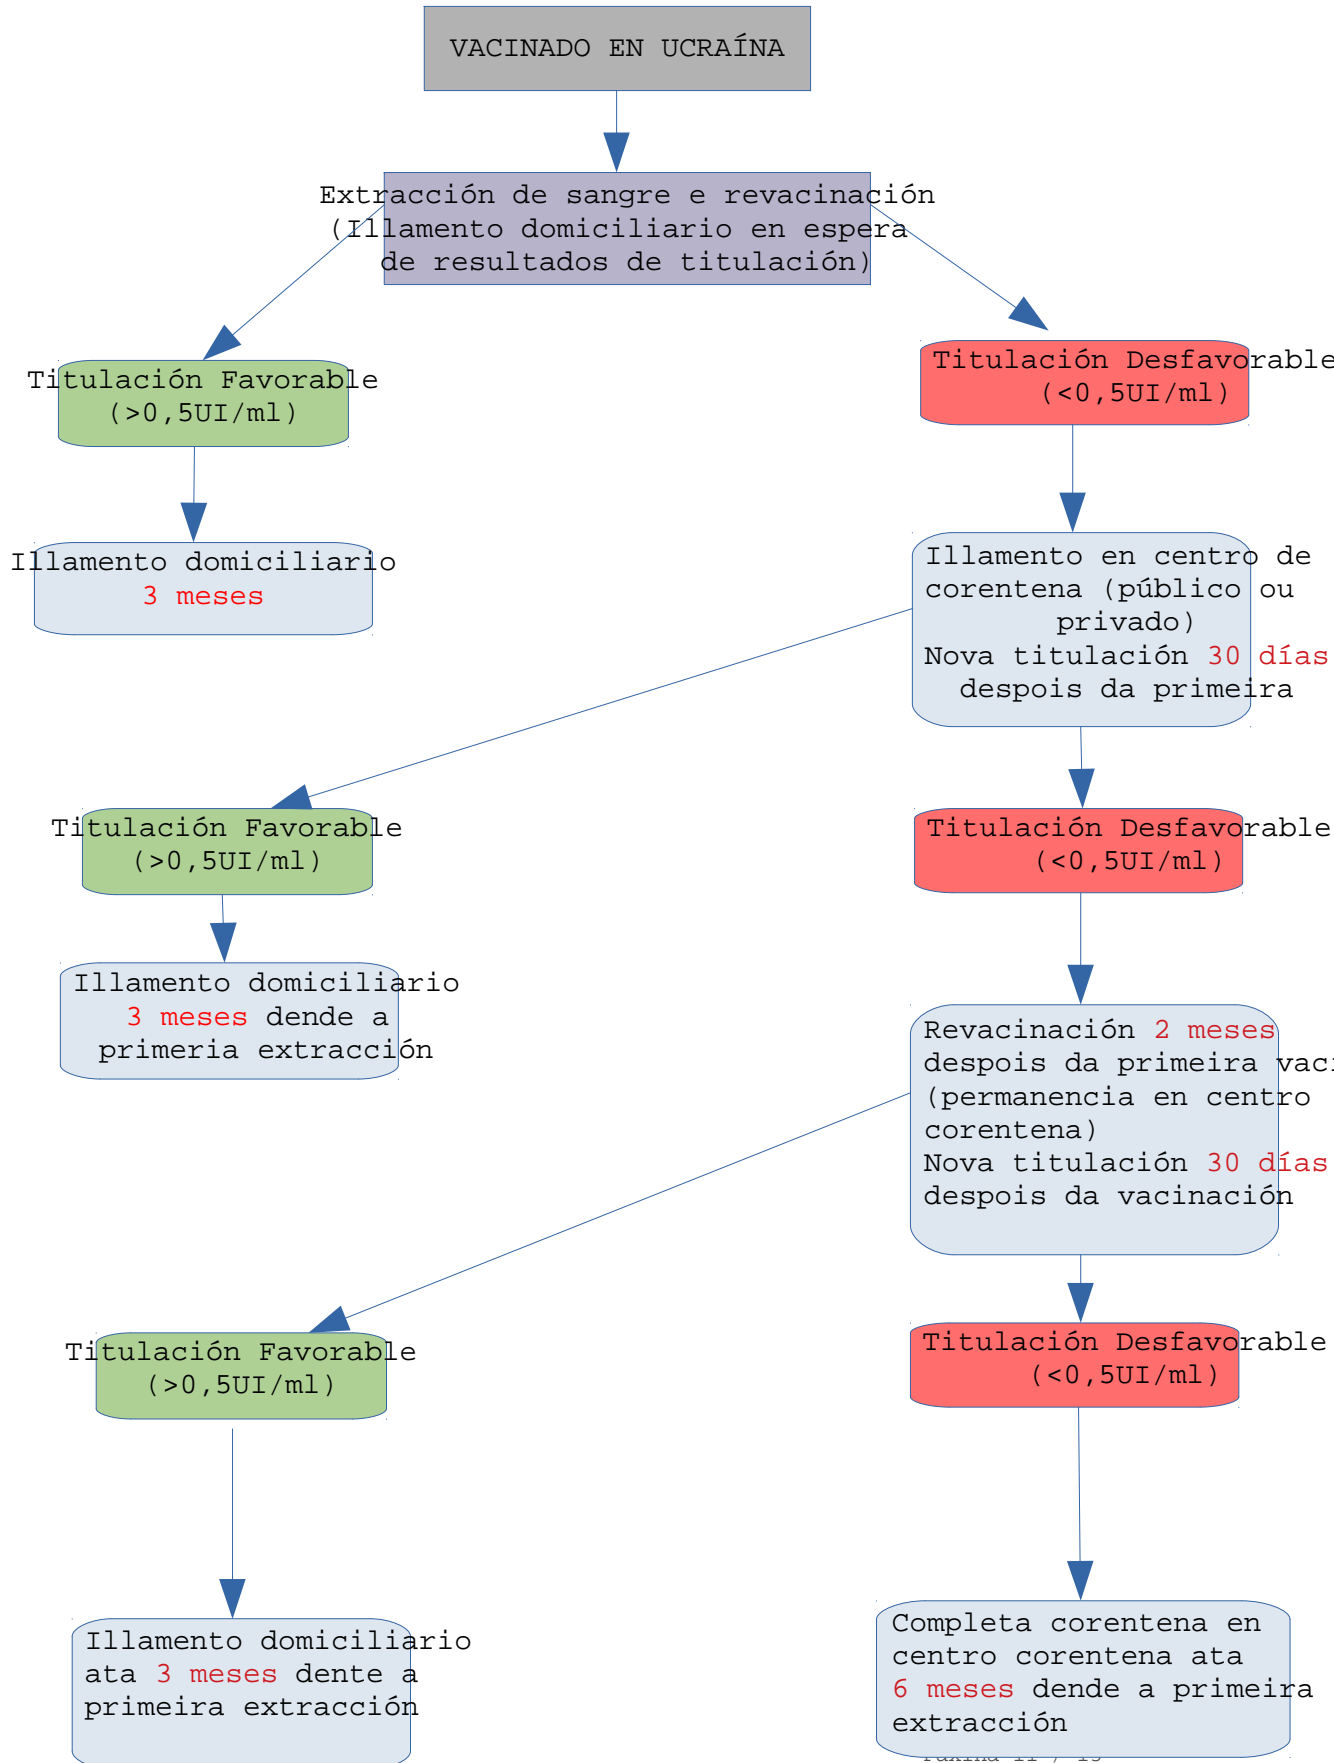 VACINADO EN UCRAÍNA
Extracción de sangre e revacinación
(Illamento domiciliario en espera
de resultados de titulación)
Titulación Favorable
(>0,5UI/ml)
Titulación Desfavorable
(<0,5UI/ml)
Illamento domiciliario
3 meses
Illamento en centro de
corentena (público ou
privado)
Nova titulación 30 días
despois da primeira
Titulación Favorable
(>0,5UI/ml)
Titulación Desfavorable
(<0,5UI/ml)
Illamento domiciliario
3 meses dende a
primeria extracción
Revacinación 2 meses
despois da primeira
(permanencia en centro
corentena)
Nova titulación 30 días
despois da vacinación
Titulación Favorable
(>0,5UI/ml)
Titulación Desfavorable
(<0,5UI/ml)
Illamento domiciliario
ata 3 meses dente a
primeira extracción
Completa corentena en
centro corentena ata
6 meses dende a primeira
extracción